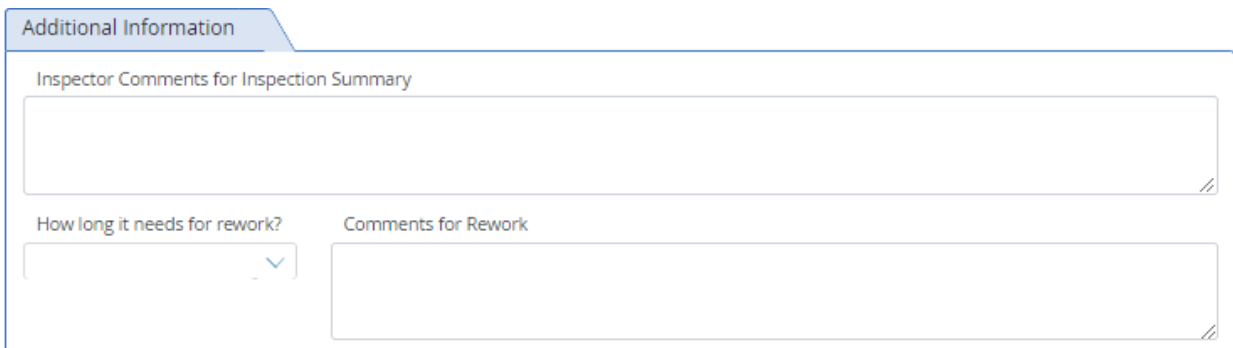 Additional Information
Inspector Comments for Inspection Summary
How long it needs for rework?
Comments for Rework